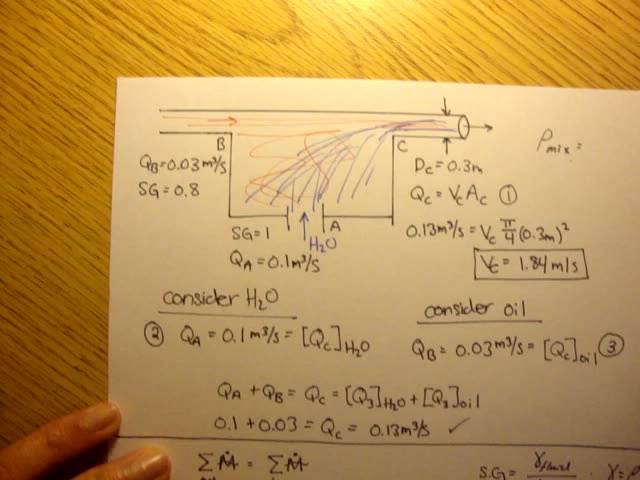 B
C
ρmix =
QB = 0.03 m³/s
DC = 0.3m
SG = 0.8
QC = VC AC ①
A
SG = 1
H₂O
0.13 m³/s = VC π/4 (0.3m)²
QA = 0.1 m³/s
VC = 1.84 m/s
consider H₂O
consider oil
② QA = 0.1 m³/s = [QC]H₂O
QB = 0.03 m³/s = [QC]oil ③
QA + QB = QC = [Q3]H₂O + [Q3]oil
0.1 + 0.03 = QC = 0.13 m³/s ✓
∑ Ṁ = ∑ Ṁ
S.G = γfluid